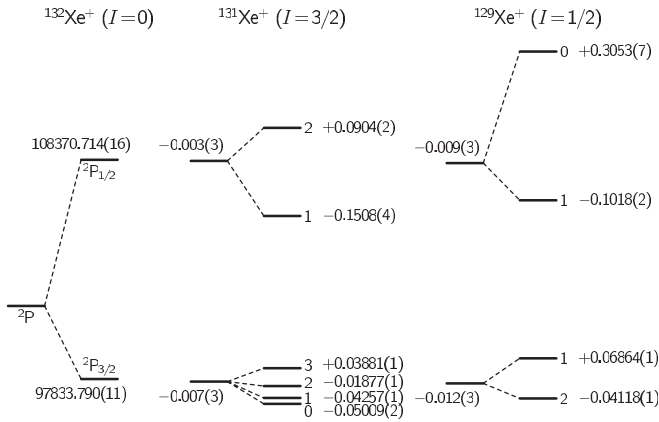 ¹³²Xe⁺ (I=0)
¹³¹Xe⁺ (I=3/2)
¹²⁹Xe⁺ (I=1/2)
0 +0.3053(7)
108370.714(16)
²P₁/₂
−0.003(3)
2 +0.0904(2)
1 −0.1508(4)
−0.009(3)
1 −0.1018(2)
²P
²P₃/₂
97833.790(11)
−0.007(3)
3 +0.03881(1)
2 −0.01877(1)
1 −0.04257(1)
0 −0.05009(2)
−0.012(3)
1 +0.06864(1)
2 −0.04118(1)